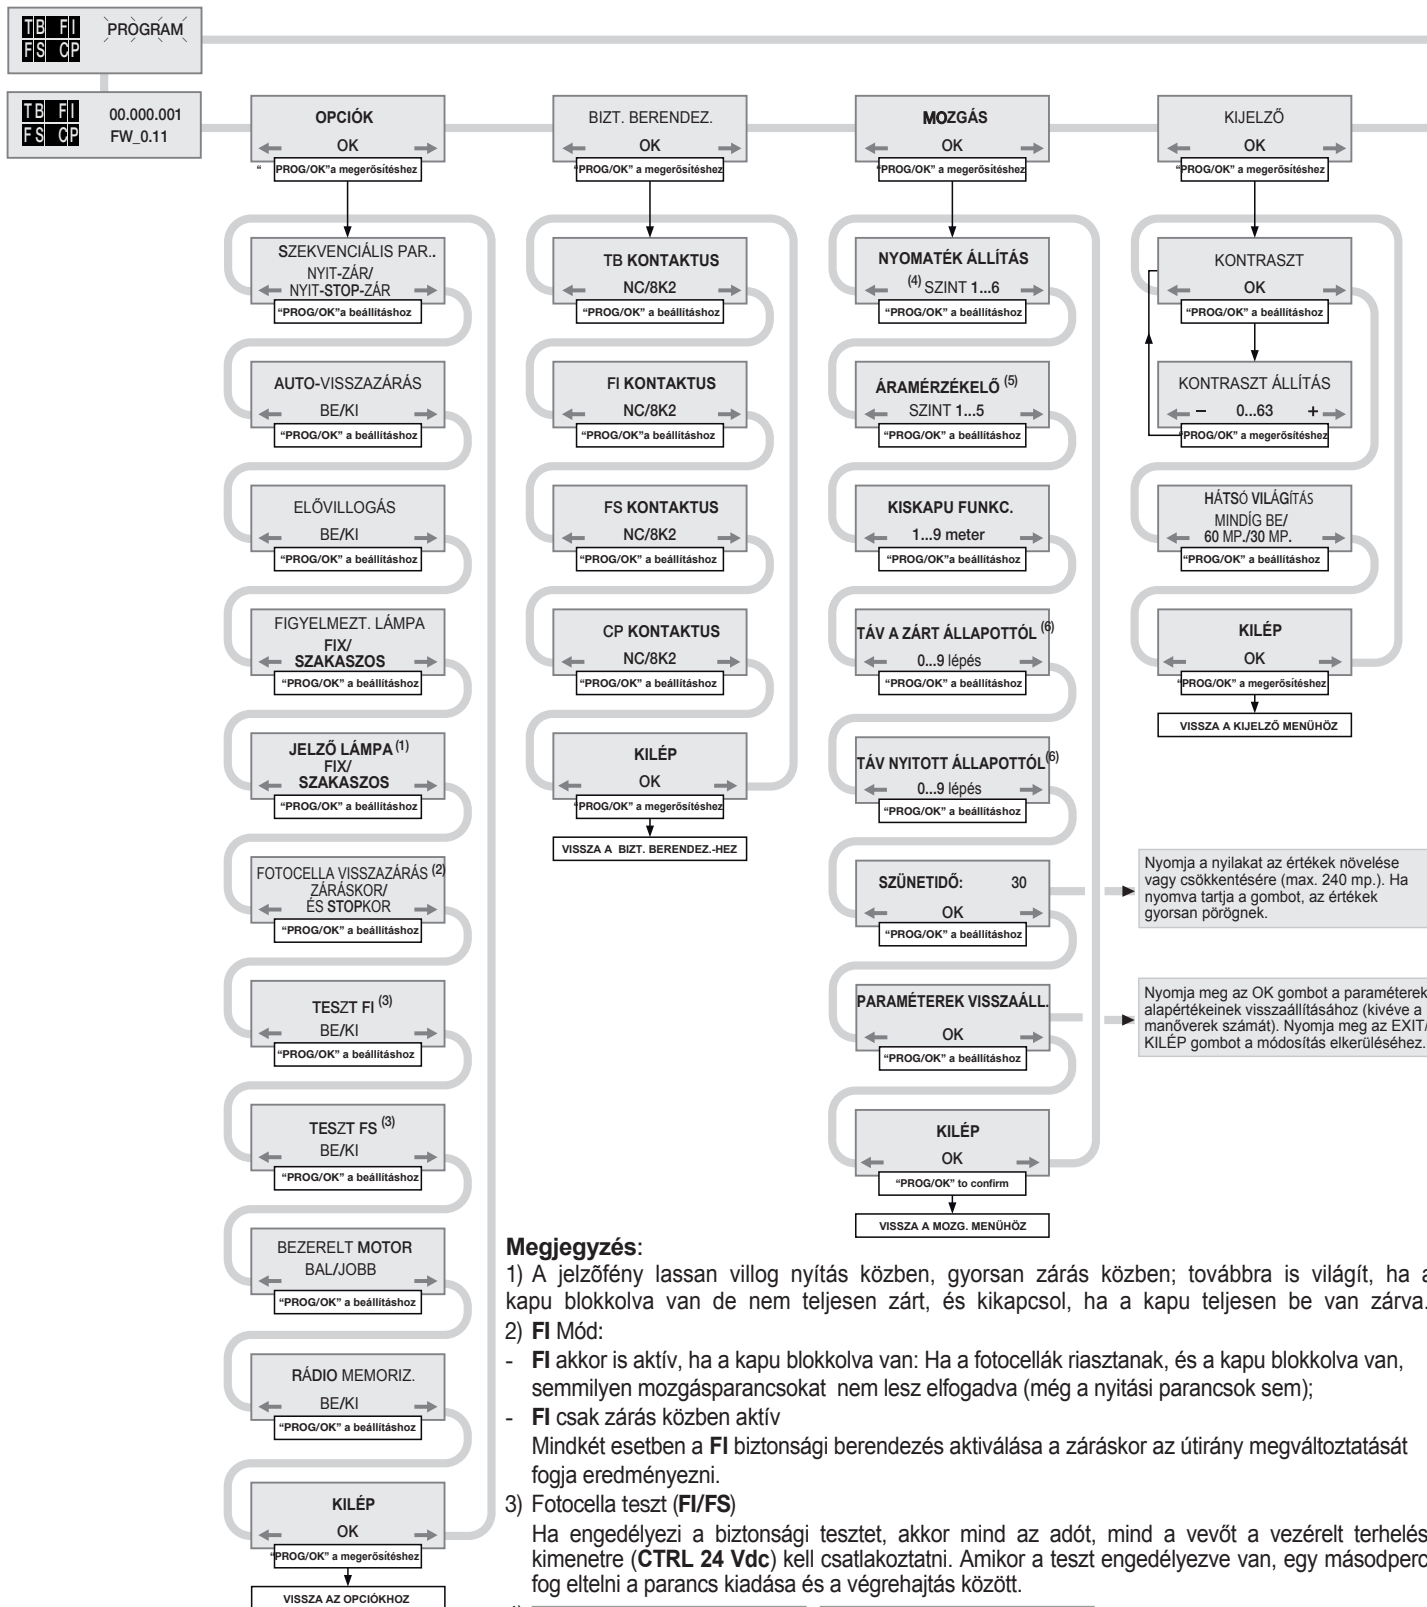 TB FI PROGRAM
FS CP
TB FI 00.000.001
FS CP FW_0.11
OPCIÓK
OK
“ PROG/OK”a megerősítéshez
SZEKVENCIÁLIS PAR..
NYIT-ZÁR/
NYIT-STOP-ZÁR
“PROG/OK”a beállításhoz
AUTO-VISSZAZÁRÁS
BE/KI
“PROG/OK” a beállításhoz
ELŐVILLOGÁS
BE/KI
“PROG/OK” a beállításhoz
FIGYELMEZT. LÁMPA
FIX/
SZAKASZOS
“PROG/OK” a beállításhoz
JELZŐ LÁMPA (1)
FIX/
SZAKASZOS
“PROG/OK” a beállításhoz
FOTOCELLA VISSZAZÁRÁS (2)
ZÁRÁSKOR/
ÉS STOPKOR
“PROG/OK” a beállításhoz
TESZT FI (3)
BE/KI
“PROG/OK” a beállításhoz
TESZT FS (3)
BE/KI
“PROG/OK” a beállításhoz
BEZERELT MOTOR
BAL/JOBB
“PROG/OK” a beállításhoz
RÁDIO MEMORIZ.
BE/KI
“PROG/OK” a beállításhoz
KILÉP
OK
“PROG/OK” a megerősítéshez
VISSZA AZ OPCIÓKHOZ
BIZT. BERENDEZ.
OK
“PROG/OK” a megerősítéshez
TB KONTAKTUS
NC/8K2
“PROG/OK” a beállításhoz
FI KONTAKTUS
NC/8K2
“PROG/OK”a beállításhoz
FS KONTAKTUS
NC/8K2
“PROG/OK” a beállításhoz
CP KONTAKTUS
NC/8K2
“PROG/OK” a beállításhoz
KILÉP
OK
“PROG/OK” a megerősítéshez
VISSZA A BIZT. BERENDEZ.-HEZ
MOZGÁS
OK
“PROG/OK” a megerősítéshez
NYOMATÉK ÁLLÍTÁS
(4) SZINT 1...6
“PROG/OK” a beállításhoz
ÁRAMÉRZÉKELŐ (5)
SZINT 1...5
“PROG/OK” a beállításhoz
KISKAPU FUNKC.
1...9 meter
“PROG/OK”a beállításhoz
TÁV A ZÁRT ÁLLAPOTTÓL (6)
0...9 lépés
“PROG/OK” a beállításhoz
TÁV NYITOTT ÁLLAPOTTÓL (6)
0...9 lépés
“PROG/OK” a beállításhoz
SZÜNETIDŐ: 30
OK
“PROG/OK” a beállításhoz
PARAMÉTEREK VISSZAÁLL.
OK
“PROG/OK” a beállításhoz
KILÉP
OK
“PROG/OK” to confirm
VISSZA A MOZG. MENÜHÖZ
KIJELZŐ
OK
“PROG/OK” a megerősítéshez
KONTRASZT
OK
“PROG/OK” a beállításhoz
KONTRASZT ÁLLÍTÁS
– 0...63 +
“PROG/OK” a megerősítéshez
HÁTSÓ VILÁGÍTÁS
MINDÍG BE/
60 MP./30 MP.
“PROG/OK” a beállításhoz
KILÉP
OK
“PROG/OK” a megerősítéshez
VISSZA A KIJELZŐ MENÜHÖZ
Nyomja a nyilakat az értékek növelése
vagy csökkentésére (max. 240 mp.). Ha
nyomva tartja a gombot, az értékek
gyorsan pörögnek.
Nyomja meg az OK gombot a paraméterek
alapértékeinek visszaállításához (kivéve a
manőverek számát). Nyomja meg az EXIT/
KILÉP gombot a módosítás elkerüléséhez.
Megjegyzés:
1) A jelzõfény lassan villog nyítás közben, gyorsan zárás közben; továbbra is világít, ha a
kapu blokkolva van de nem teljesen zárt, és kikapcsol, ha a kapu teljesen be van zárva.
2) FI Mód:
- FI akkor is aktív, ha a kapu blokkolva van: Ha a fotocellák riasztanak, és a kapu blokkolva van,
semmilyen mozgásparancsokat nem lesz elfogadva (még a nyitási parancsok sem);
- FI csak zárás közben aktív
Mindkét esetben a FI biztonsági berendezés aktiválása a záráskor az útirány megváltoztatását
fogja eredményezni.
3) Fotocella teszt (FI/FS)
Ha engedélyezi a biztonsági tesztet, akkor mind az adót, mind a vevőt a vezérelt terhelés
kimenetre (CTRL 24 Vdc) kell csatlakoztatni. Amikor a teszt engedélyezve van, egy másodperc
fog eltelni a parancs kiadása és a végrehajtás között.